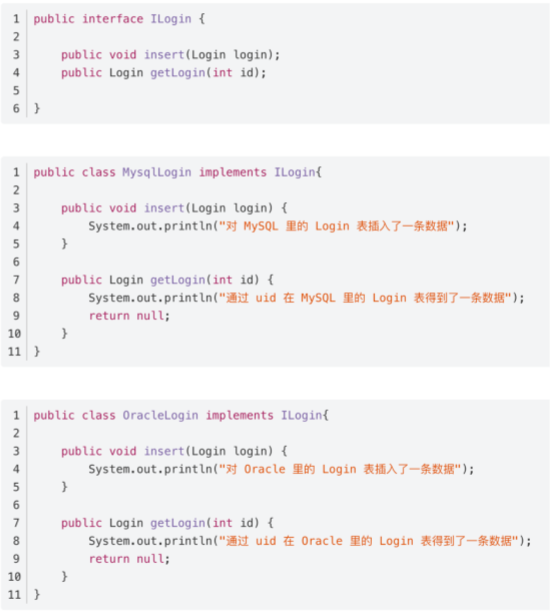 1 public interface ILogin {
2
3     public void insert(Login login);
4     public Login getLogin(int id);
5
6 }
1 public class MysqlLogin implements ILogin{
2
3     public void insert(Login login) {
4         System.out.println("对 MySQL 里的 Login 表插入了一条数据");
5     }
6
7     public Login getLogin(int id) {
8         System.out.println("通过 uid 在 MySQL 里的 Login 表得到了一条数据");
9         return null;
10     }
11 }
1 public class OracleLogin implements ILogin{
2
3     public void insert(Login login) {
4         System.out.println("对 Oracle 里的 Login 表插入了一条数据");
5     }
6
7     public Login getLogin(int id) {
8         System.out.println("通过 uid 在 Oracle 里的 Login 表得到了一条数据");
9         return null;
10     }
11 }